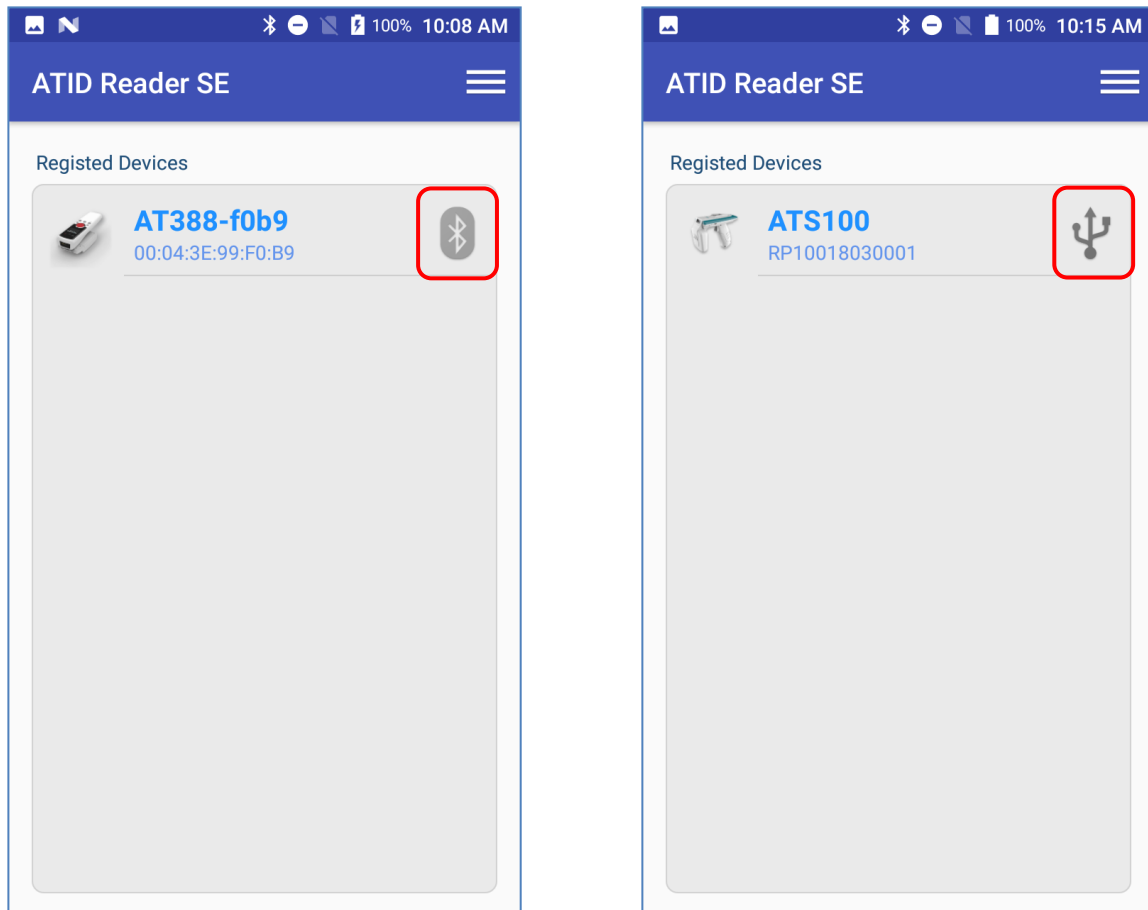 100% 10:08 AM
ATID Reader SE
Registed Devices
AT388-f0b9
00:04:3E:99:F0:B9
100% 10:15 AM
ATID Reader SE
Registed Devices
ATS100
RP10018030001